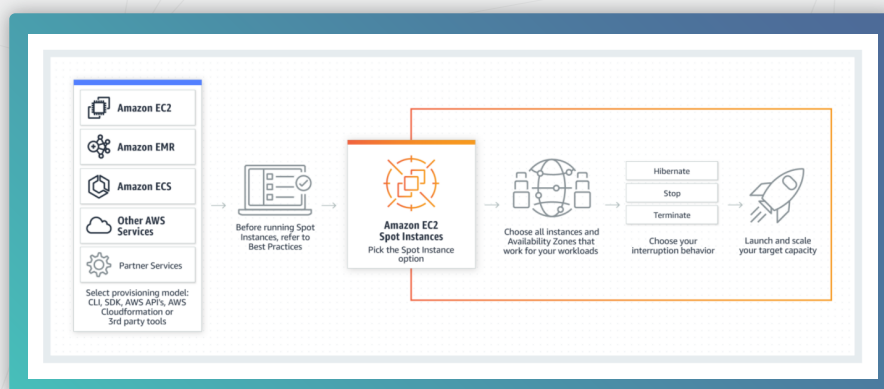 Amazon EC2
Amazon EMR
Amazon ECS
Other AWS
Services
Partner Services
Select provisioning model:
CLI, SDK, AWS API's, AWS
Cloudformation or
3rd party tools
Before running Spot
Instances, refer to
Best Practices
Amazon EC2
Spot Instances
Pick the Spot Instance
option
Choose all instances and
Availability Zones that
work for your workloads
Hibernate
Stop
Terminate
Choose your
interruption behavior
Launch and scale
your target capacity